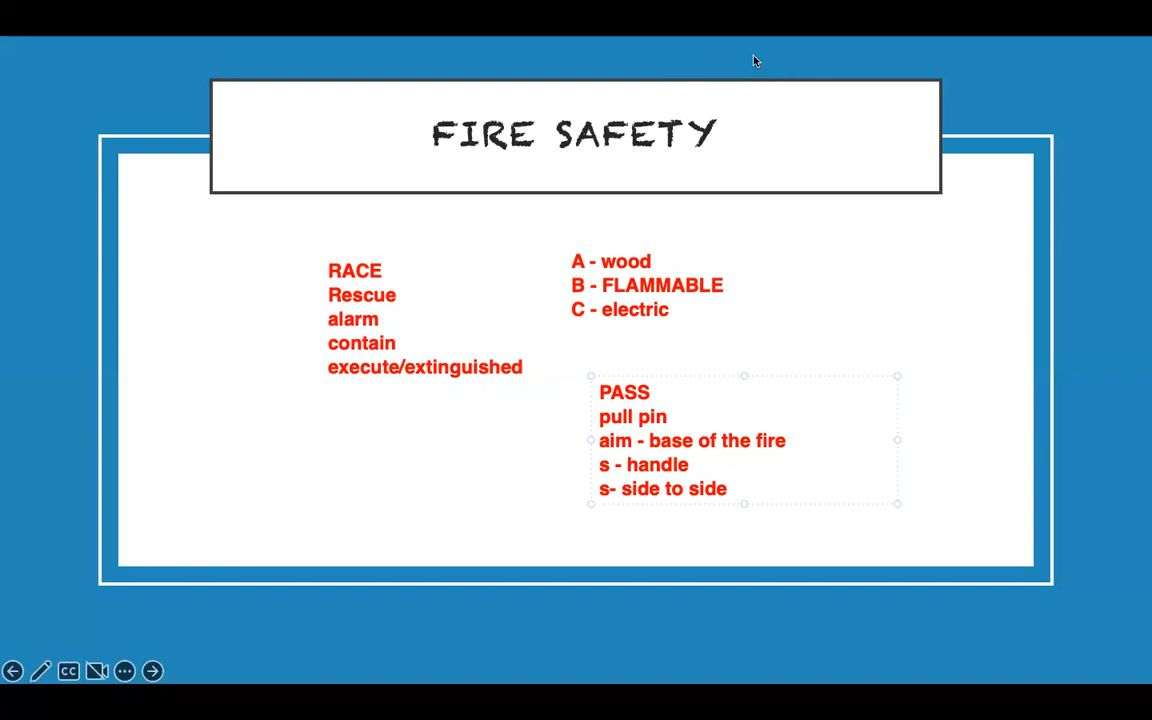 FIRE SAFETY
RACE
Rescue
alarm
contain
execute/extinguished
A - wood
B - FLAMMABLE
C - electric
PASS
pull pin
aim - base of the fire
s - handle
s- side to side
CC